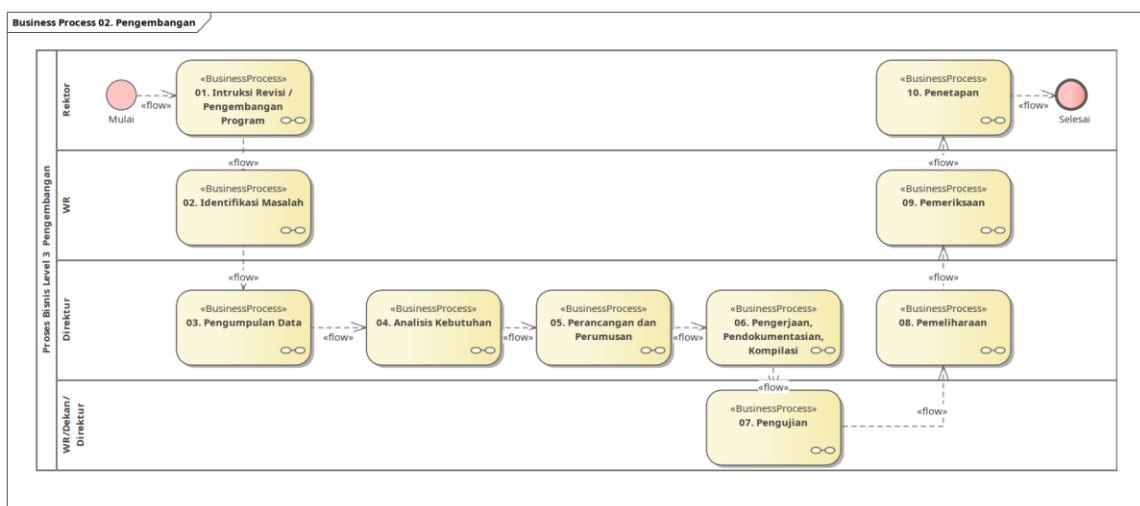 Business Process 02. Pengembangan
Proses Bisnis Level 3 Pengembangan
Rektor
Mulai
«flow»
«BusinessProcess»
01. Intruksi Revisi /
Pengembangan
Program
«BusinessProcess»
10. Penetapan
«flow»
Selesai
«flow»
«flow»
WR
«BusinessProcess»
02. Identifikasi Masalah
«BusinessProcess»
09. Pemeriksaan
«flow»
«flow»
Direktur
«BusinessProcess»
03. Pengumpulan Data
«flow»
«BusinessProcess»
04. Analisis Kebutuhan
«flow»
«BusinessProcess»
05. Perancangan dan
Perumusan
«flow»
«BusinessProcess»
06. Pengerjaan,
Pendokumentasian,
Kompilasi
«BusinessProcess»
08. Pemeliharaan
«flow»
WR/Dekan/
Direktur
«BusinessProcess»
07. Pengujian
«flow»